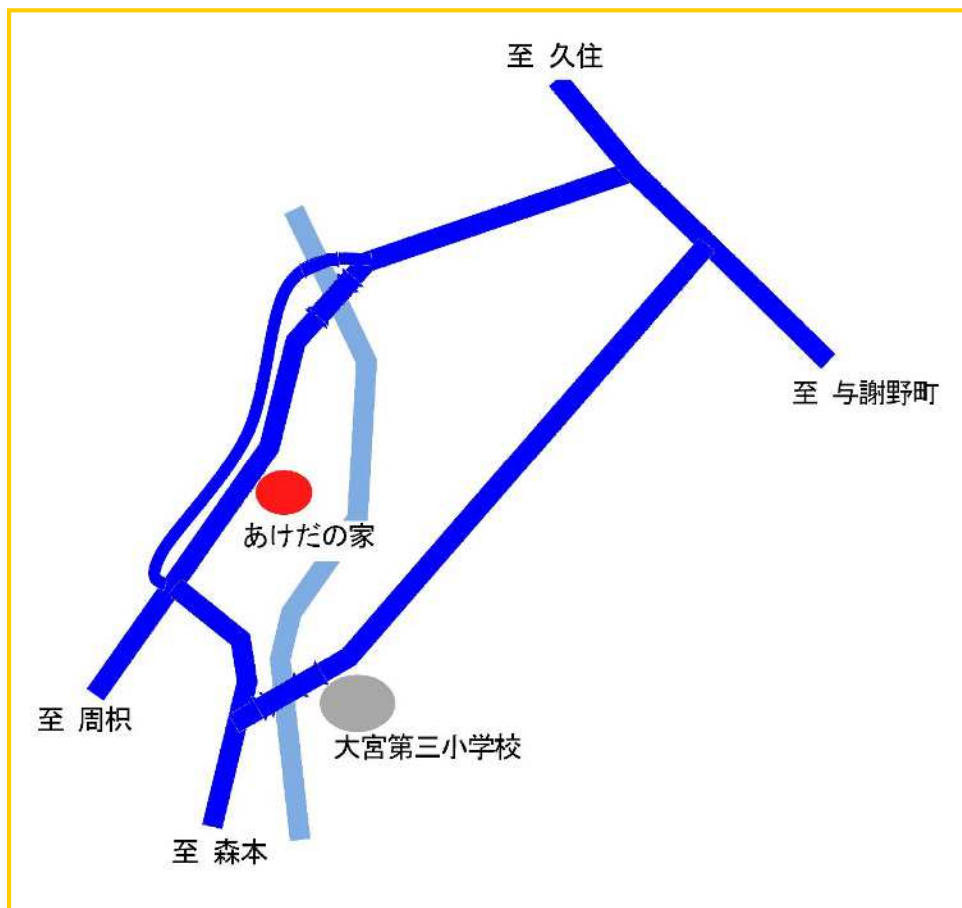 至 久住
至 与謝野町
あけだの家
至 周枳
大宮第三小学校
至 森本